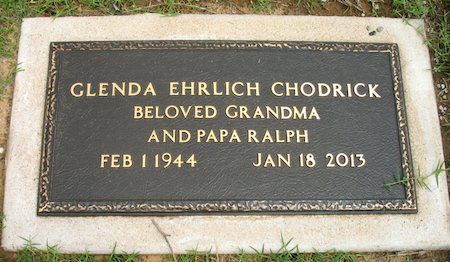 GLENDA EHRLICH CHODRICK
BELOVED GRANDMA
AND PAPA RALPH
FEB 1 1944 JAN 18 2013